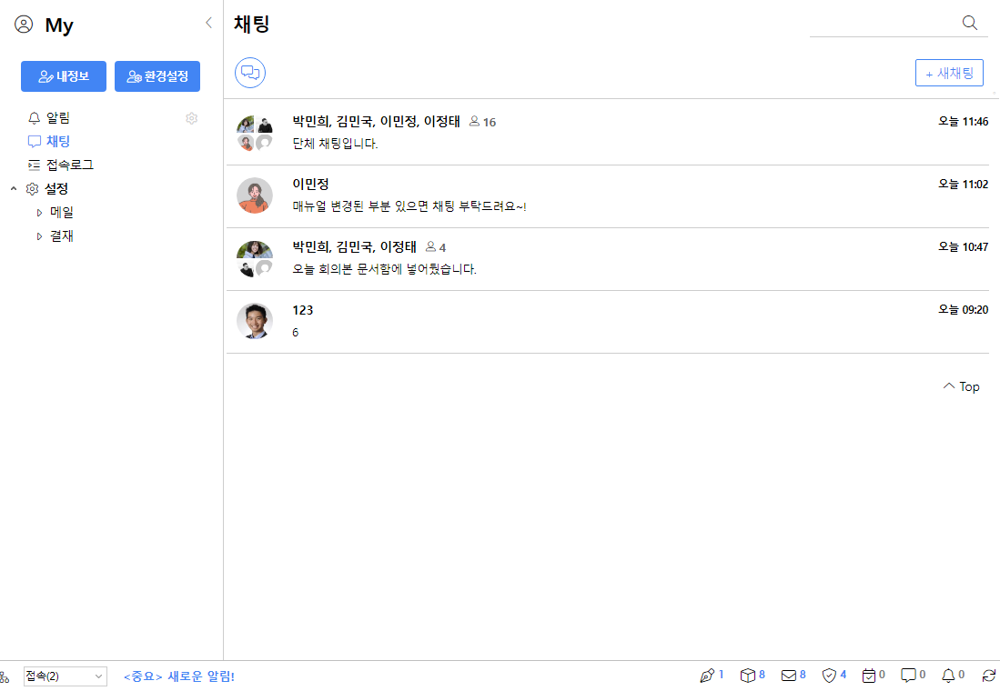 My
내정보
환경설정
알림
채팅
접속로그
설정
메일
결재
채팅
+ 새채팅
박민희, 김민국, 이민정, 이정태 16
오늘 11:46
단체 채팅입니다.
이민정
오늘 11:02
매뉴얼 변경된 부분 있으면 채팅 부탁드려요~!
박민희, 김민국, 이정태 4
오늘 10:47
오늘 회의본 문서함에 넣어뒀습니다.
123
오늘 09:20
6
Top
접속(2)
<중요> 새로운 알림!
1 8 8 4 0 0 0